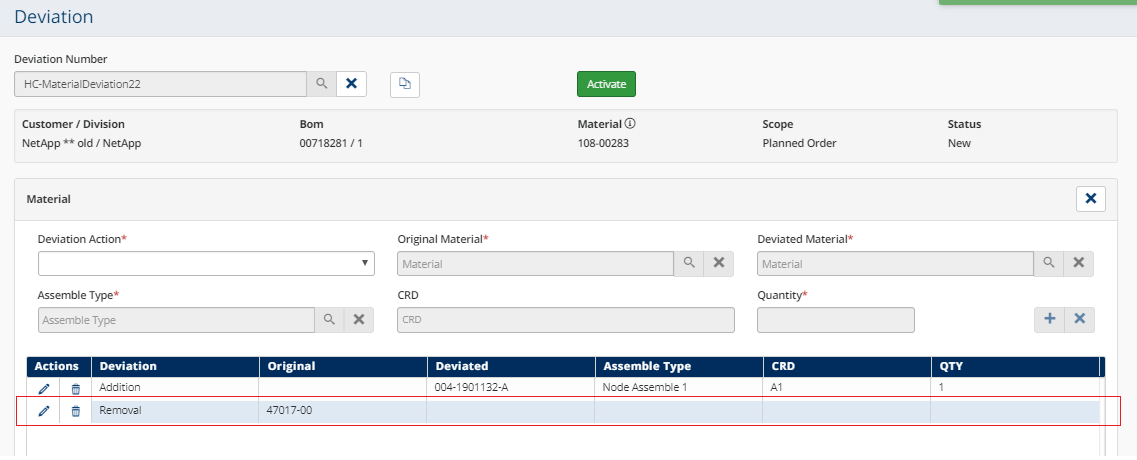 Deviation
Deviation Number
HC-MaterialDeviation22
Activate
Customer / Division Bom Material Scope Status
NetApp ** old / NetApp 00718281 / 1 108-00283 Planned Order New
Material
Deviation Action* Original Material* Deviated Material*
Material Material
Assemble Type* CRD Quantity*
Assemble Type CRD
Actions Deviation Original Deviated Assemble Type CRD QTY
Addition 004-1901132-A Node Assemble 1 A1 1
Removal 47017-00